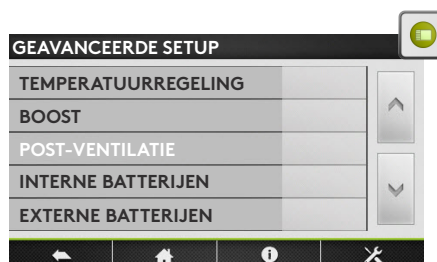 GEAVANCEERDE SETUP
TEMPERATUURREGELING
BOOST
POST-VENTILATIE
INTERNE BATTERIJEN
EXTERNE BATTERIJEN